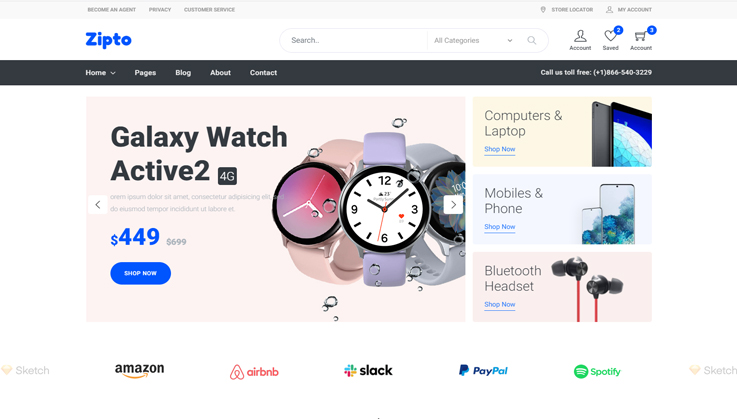 BECOME AN AGENT PRIVACY CUSTOMER SERVICE STORE LOCATOR MY ACCOUNT
Zipto Search.. All Categories 2 3
Account Saved Account
Home Pages Blog About Contact Call us toll free: (+1)866-540-3229
Galaxy Watch
Active2 4G
orem ipsum dolor sit amet, consectetur adipisicing elit,
do eiusmod tempor incididunt ut labore et.
$449 $699
SHOP NOW
Computers &
Laptop
Shop Now
Mobiles &
Phone
Shop Now
Bluetooth
Headset
Shop Now
Sketch amazon airbnb slack PayPal Spotify Sketch